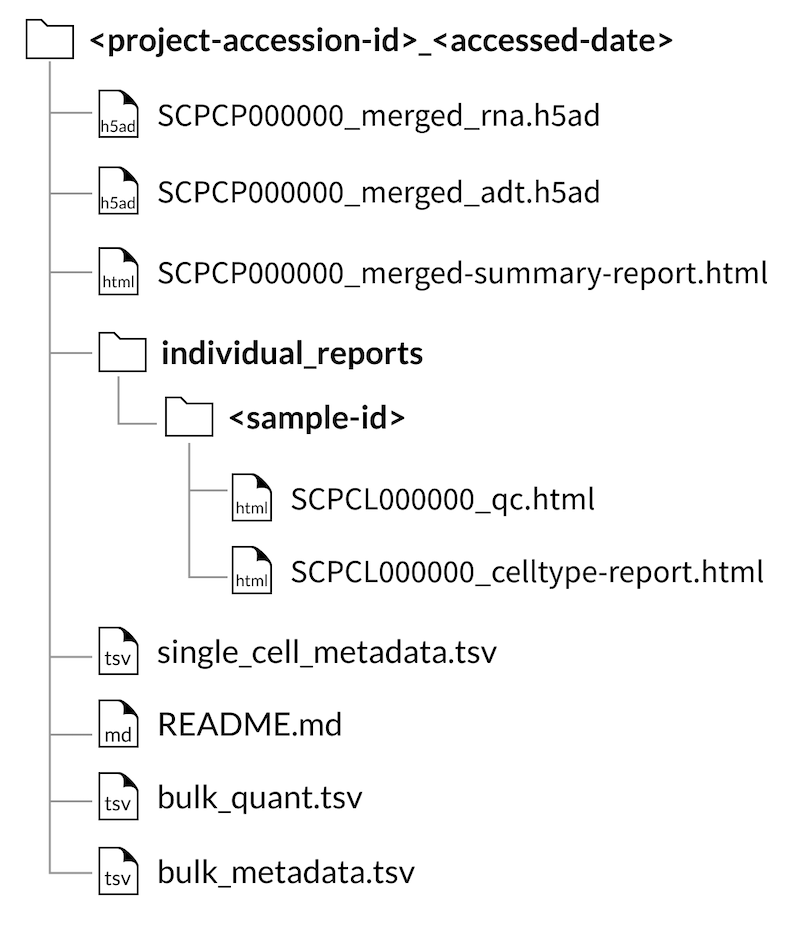 <project-accession-id>_<accessed-date>
h5ad SCPCP000000_merged_rna.h5ad
h5ad SCPCP000000_merged_adt.h5ad
html SCPCP000000_merged-summary-report.html
individual_reports
<sample-id>
html SCPCL000000_qc.html
html SCPCL000000_celltype-report.html
tsv single_cell_metadata.tsv
md README.md
tsv bulk_quant.tsv
tsv bulk_metadata.tsv